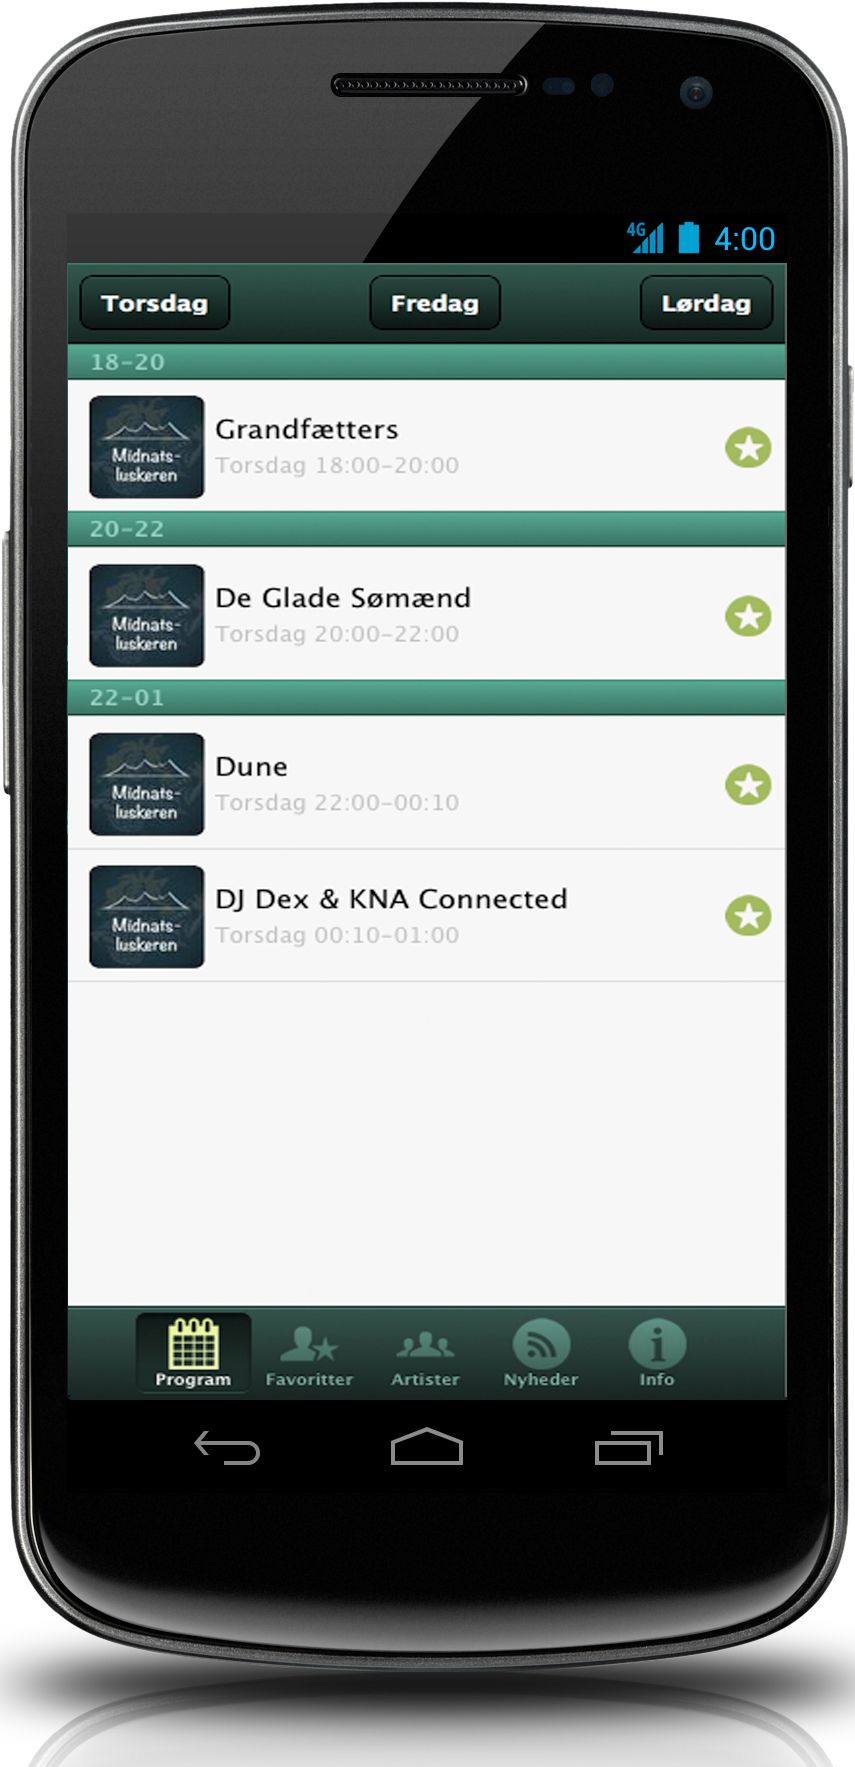 4G 4:00
Torsdag Fredag Lørdag
18-20
Midnats-
luskeren
Grandfætters
Torsdag 18:00-20:00
20-22
Midnats-
luskeren
De Glade Sømænd
Torsdag 20:00-22:00
22-01
Midnats-
luskeren
Dune
Torsdag 22:00-00:10
Midnats-
luskeren
DJ Dex & KNA Connected
Torsdag 00:10-01:00
Program Favoritter Artister Nyheder Info